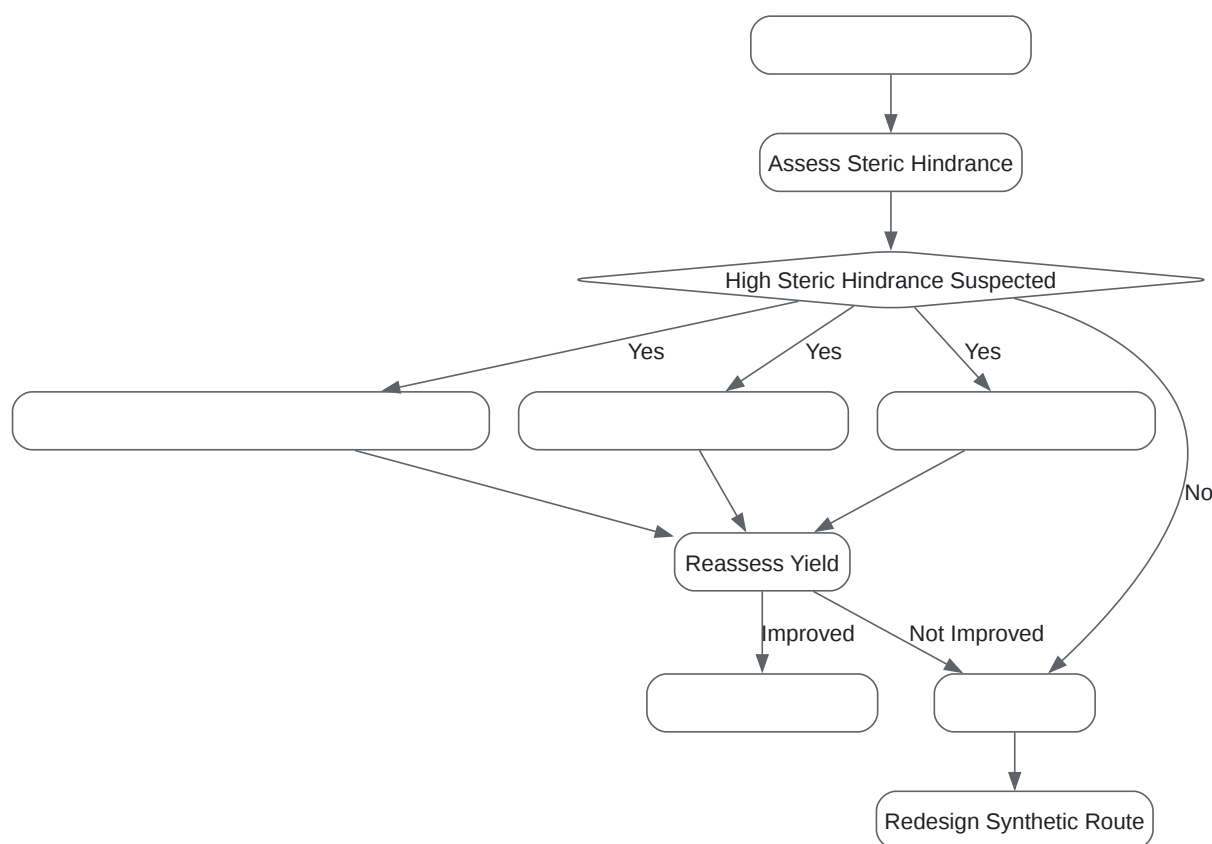 Assess Steric Hindrance
High Steric Hindrance Suspected
Yes
Yes
Yes
No
Reassess Yield
Improved
Not Improved
Redesign Synthetic Route